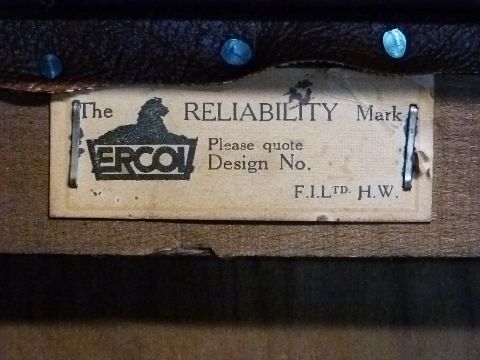 The RELIABILITY Mark
ERCOL
Please quote
Design No.
F.I.LTD. H.W.